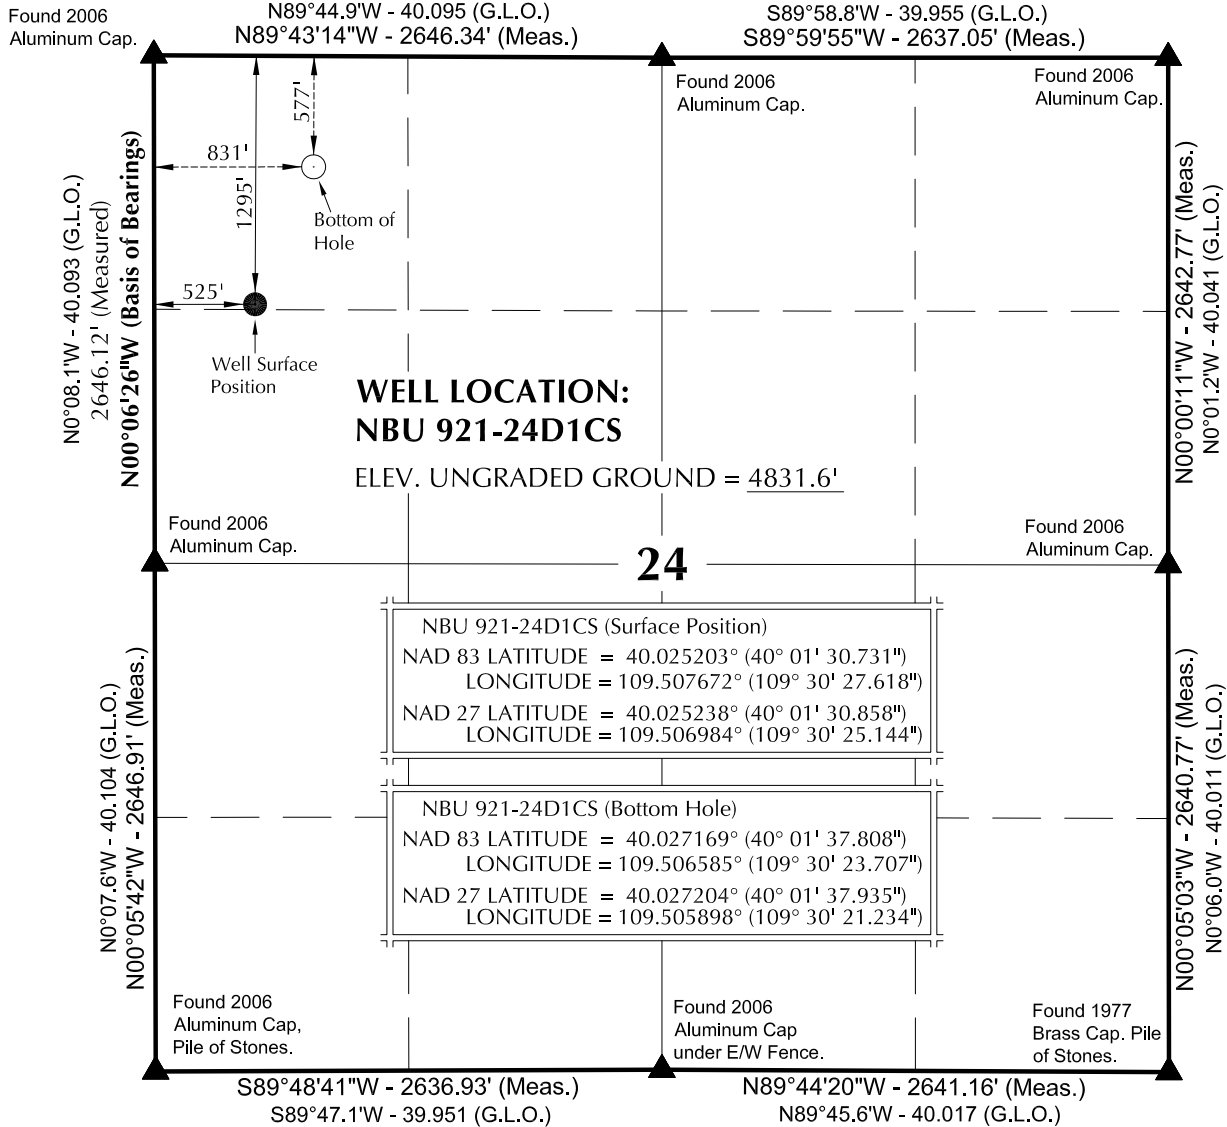 Found 2006
Aluminum Cap.
N89°44.9'W - 40.095 (G.L.O.)
N89°43'14"W - 2646.34' (Meas.)
S89°58.8'W - 39.955 (G.L.O.)
S89°59'55"W - 2637.05' (Meas.)
Found 2006
Aluminum Cap.
Found 2006
Aluminum Cap.
577'
831'
1295'
Bottom of
Hole
525'
Well Surface
Position
N0°08.1'W - 40.093 (G.L.O.)
2646.12' (Measured)
N00°06'26"W (Basis of Bearings)
N00°00'11"W - 2642.77' (Meas.)
N0°01.2'W - 40.041 (G.L.O.)
WELL LOCATION:
NBU 921-24D1CS
ELEV. UNGRADED GROUND = 4831.6'
Found 2006
Aluminum Cap.
Found 2006
Aluminum Cap.
24
NBU 921-24D1CS (Surface Position)
NAD 83 LATITUDE = 40.025203° (40° 01' 30.731")
LONGITUDE = 109.507672° (109° 30' 27.618")
NAD 27 LATITUDE = 40.025238° (40° 01' 30.858")
LONGITUDE = 109.506984° (109° 30' 25.144")
NBU 921-24D1CS (Bottom Hole)
NAD 83 LATITUDE = 40.027169° (40° 01' 37.808")
LONGITUDE = 109.506585° (109° 30' 23.707")
NAD 27 LATITUDE = 40.027204° (40° 01' 37.935")
LONGITUDE = 109.505898° (109° 30' 21.234")
N0°07.6'W - 40.104 (G.L.O.)
N00°05'42"W - 2646.91' (Meas.)
N00°05'03"W - 2640.77' (Meas.)
N0°06.0'W - 40.011 (G.L.O.)
Found 2006
Aluminum Cap,
Pile of Stones.
Found 2006
Aluminum Cap
under E/W Fence.
Found 1977
Brass Cap. Pile
of Stones.
S89°48'41"W - 2636.93' (Meas.)
S89°47.1'W - 39.951 (G.L.O.)
N89°44'20"W - 2641.16' (Meas.)
N89°45.6'W - 40.017 (G.L.O.)